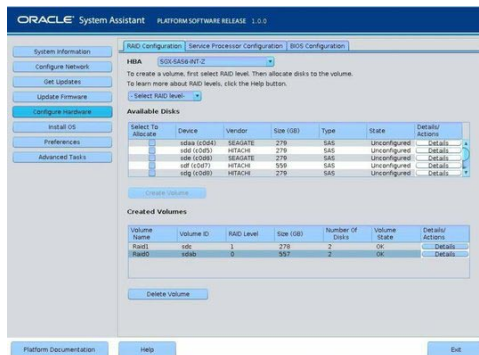 ORACLE System Assistant PLATFORM SOFTWARE RELEASE 1.0.0
System Information
Configure Network
Get Updates
Update Firmware
Configure Hardware
Install OS
Preferences
Advanced Tasks
RAID Configuration Service Processor Configuration BIOS Configuration
HBA SGX-SAS6-INT-Z
To create a volume, first select RAID level. Then allocate disks to the volume.
To learn more about RAID levels, click the Help button.
- Select RAID level-
Available Disks
Select To Allocate Device Vendor Size (GB) Type State Details/ Actions
sdaa (c0d4) SEAGATE 279 SAS Unconfigured Details
sdd (c0d5) HITACHI 279 SAS Unconfigured Details
sde (c0d6) SEAGATE 279 SAS Unconfigured Details
sdf (c0d7) HITACHI 559 SAS Unconfigured Details
sdg (c0d8) HITACHI 279 SAS Unconfigured Details
Create Volume
Created Volumes
Volume Name Volume ID RAID Level Size (GB) Number Of Disks Volume State Details/ Actions
Raid1 sdc 1 278 2 OK Details
Raid0 sdab 0 557 2 OK Details
Delete Volume
Platform Documentation Help Exit